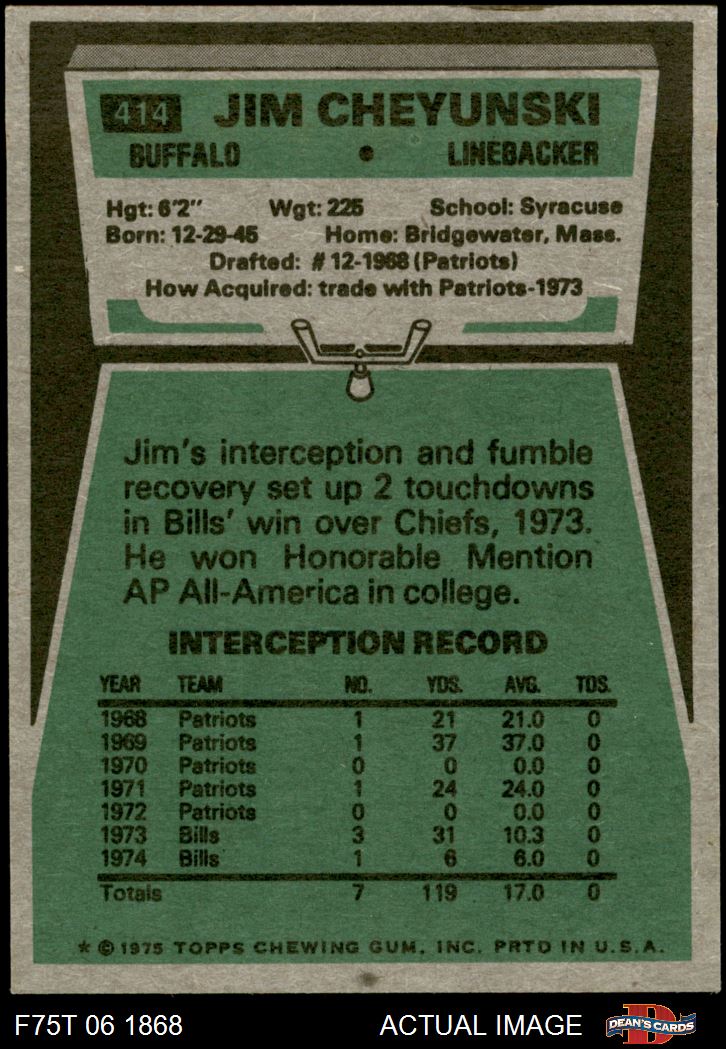 414 JIM CHEYUNSKI
BUFFALO • LINEBACKER
Hgt: 6'2" Wgt: 225 School: Syracuse
Born: 12-29-45 Home: Bridgewater, Mass.
Drafted: #12-1968 (Patriots)
How Acquired: trade with Patriots-1973
Jim's interception and fumble
recovery set up 2 touchdowns
in Bills' win over Chiefs, 1973.
He won Honorable Mention
AP All-America in college.
INTERCEPTION RECORD
YEAR TEAM NO. YDS. AVG. TDS.
1968 Patriots 1 21 21.0 0
1969 Patriots 1 37 37.0 0
1970 Patriots 0 0 0.0 0
1971 Patriots 1 24 24.0 0
1972 Patriots 0 0 0.0 0
1973 Bills 3 31 10.3 0
1974 Bills 1 6 6.0 0
Totals 7 119 17.0 0
* © 1975 TOPPS CHEWING GUM, INC. PRTD IN U.S.A.
F75T 06 1868 ACTUAL IMAGE D DEAN'S CARDS